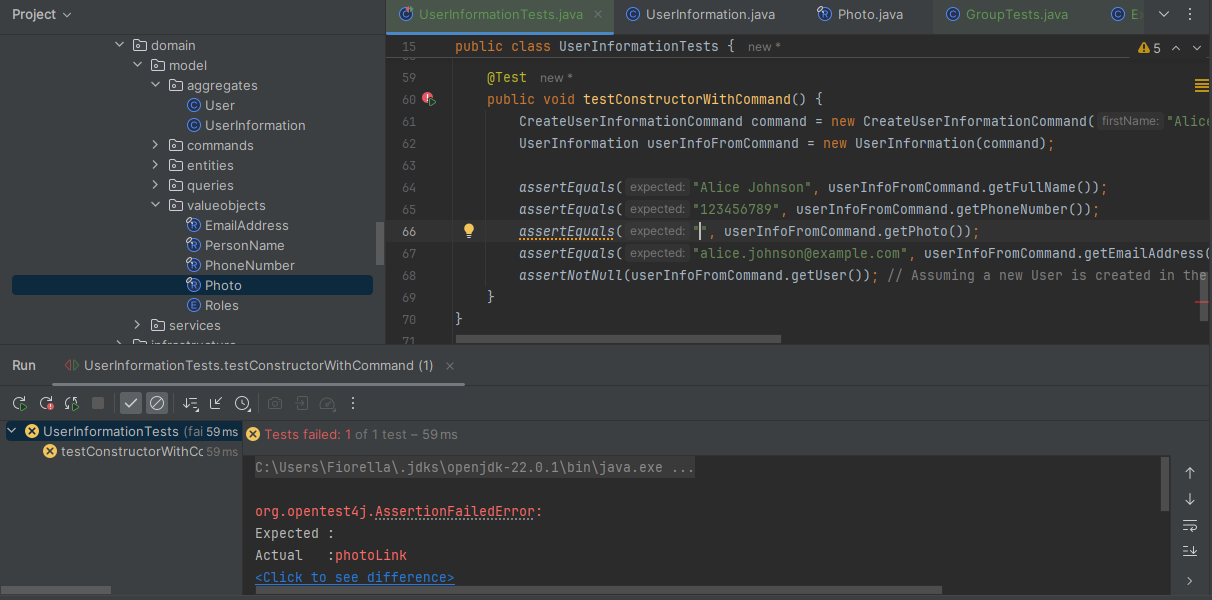 Project
UserInformationTests.java
UserInformation.java
Photo.java
GroupTests.java
domain
model
aggregates
User
UserInformation
commands
entities
queries
valueobjects
EmailAddress
PersonName
PhoneNumber
Photo
Roles
services
infrastructure
15 public class UserInformationTests { new *
5
59 @Test new *
60 public void testConstructorWithCommand() {
61 CreateUserInformationCommand command = new CreateUserInformationCommand( firstName: "Alice
62 UserInformation userInfoFromCommand = new UserInformation(command);
63
64 assertEquals( expected: "Alice Johnson", userInfoFromCommand.getFullName());
65 assertEquals( expected: "123456789", userInfoFromCommand.getPhoneNumber());
66 assertEquals( expected: "", userInfoFromCommand.getPhoto());
67 assertEquals( expected: "alice.johnson@example.com", userInfoFromCommand.getEmailAddress(
68 assertNotNull(userInfoFromCommand.getUser()); // Assuming a new User is created in the
69 }
70 }
71
Run
UserInformationTests.testConstructorWithCommand (1)
UserInformationTests (fai 59 ms
testConstructorWithCo 59 ms
Tests failed: 1 of 1 test – 59 ms
C:\Users\Fiorella\.jdks\openjdk-22.0.1\bin\java.exe ...
org.opentest4j.AssertionFailedError:
Expected :
Actual   :photoLink
<Click to see difference>